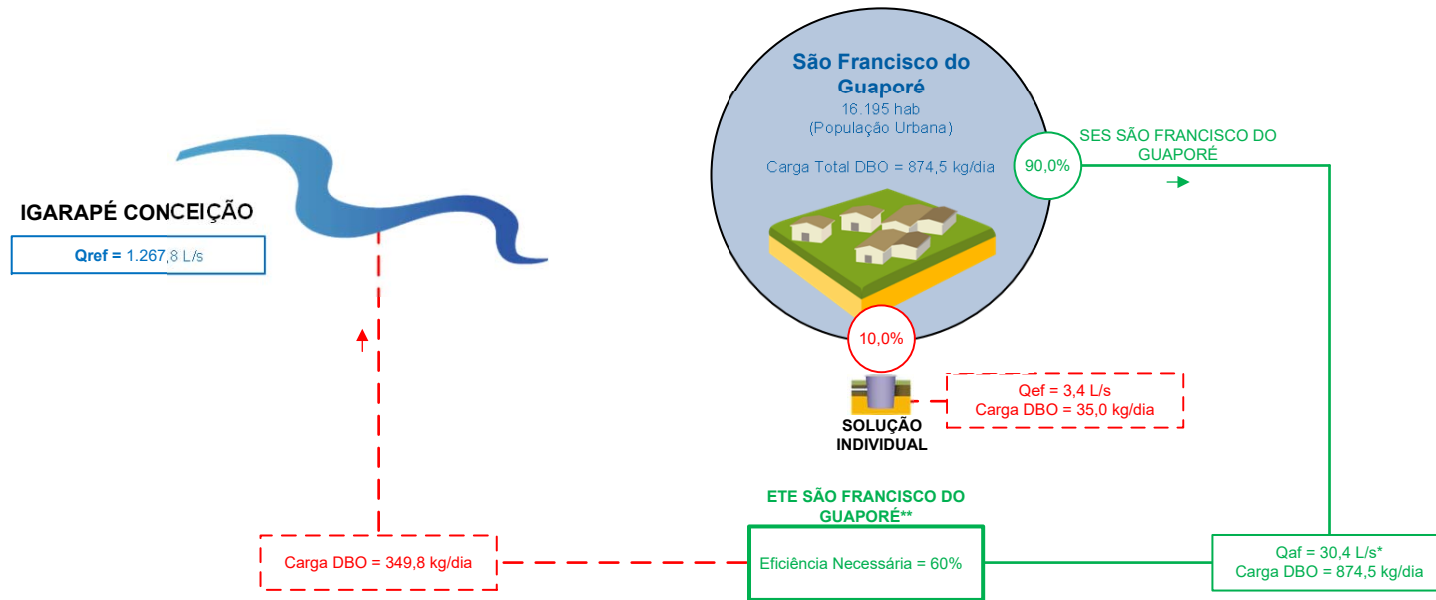 São Francisco do
Guaporé
16.195 hab
(População Urbana)
Carga Total DBO = 874,5 kg/dia
90,0%
SES SÃO FRANCISCO DO
GUAPORÉ
IGARAPÉ CONCEIÇÃO
Qref = 1.267,8 L/s
10,0%
SOLUÇÃO
INDIVIDUAL
Qef = 3,4 L/s
Carga DBO = 35,0 kg/dia
ETE SÃO FRANCISCO DO
GUAPORÉ**
Carga DBO = 349,8 kg/dia
Eficiência Necessária = 60%
Qaf = 30,4 L/s*
Carga DBO = 874,5 kg/dia